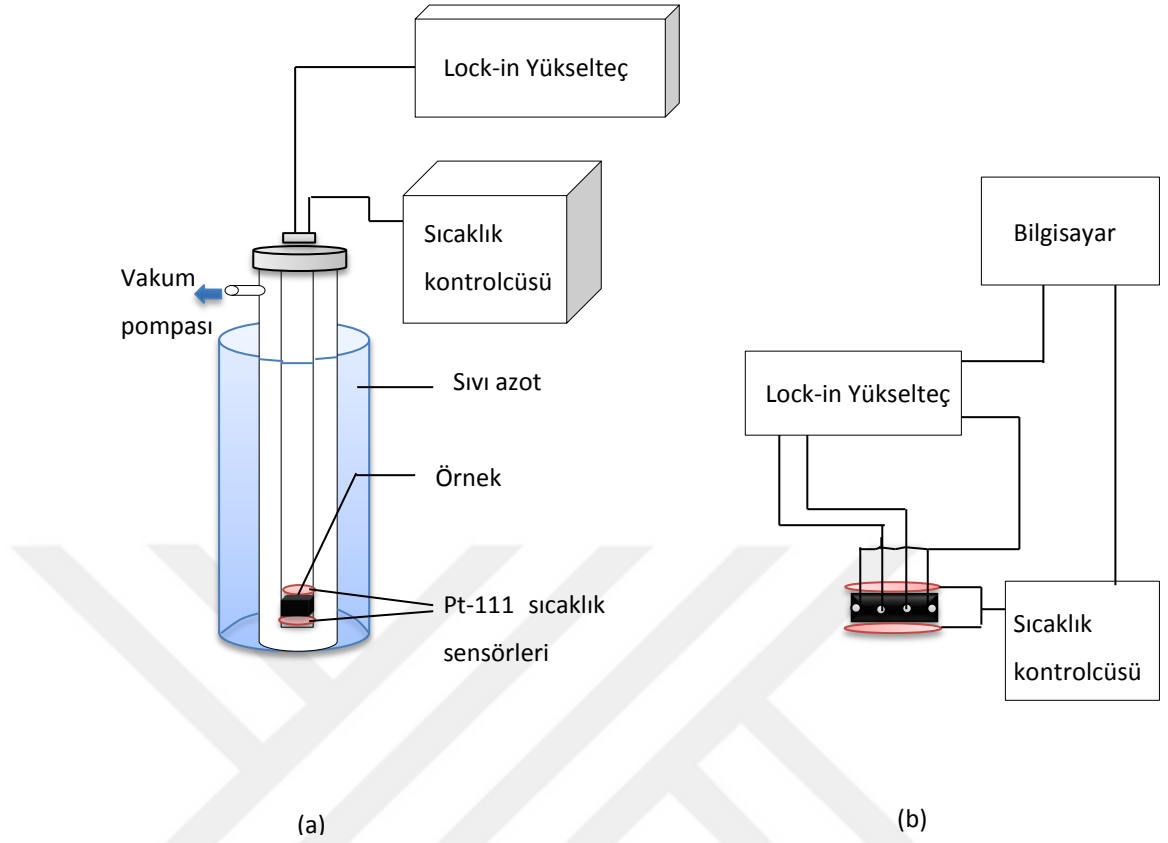 Lock-in Yükselteç
Sıcaklık
kontrolcüsü
Vakum
pompası
Sıvı azot
Örnek
Pt-111 sıcaklık
sensörleri
(a)
Bilgisayar
Lock-in Yükselteç
Sıcaklık
kontrolcüsü
(b)